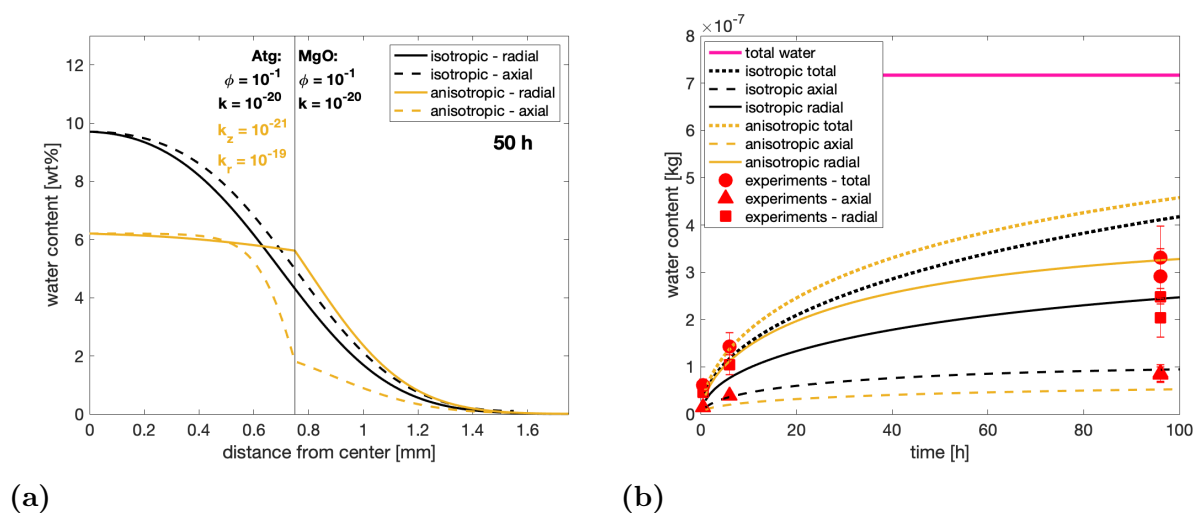 12
10
8
6
4
2
0
water content [wt%]
0
0.2
0.4
0.6
0.8
1
1.2
1.4
1.6
distance from center [mm]
Atg:
ϕ = 10⁻¹
k = 10⁻²⁰
k_z = 10⁻²¹
k_r = 10⁻¹⁹
MgO:
ϕ = 10⁻¹
k = 10⁻²⁰
isotropic - radial
isotropic - axial
anisotropic - radial
anisotropic - axial
50 h
(a)
×10⁻⁷
8
7
6
5
4
3
2
1
0
water content [kg]
0
20
40
60
80
100
time [h]
total water
isotropic total
isotropic axial
isotropic radial
anisotropic total
anisotropic axial
anisotropic radial
experiments - total
experiments - axial
experiments - radial
(b)